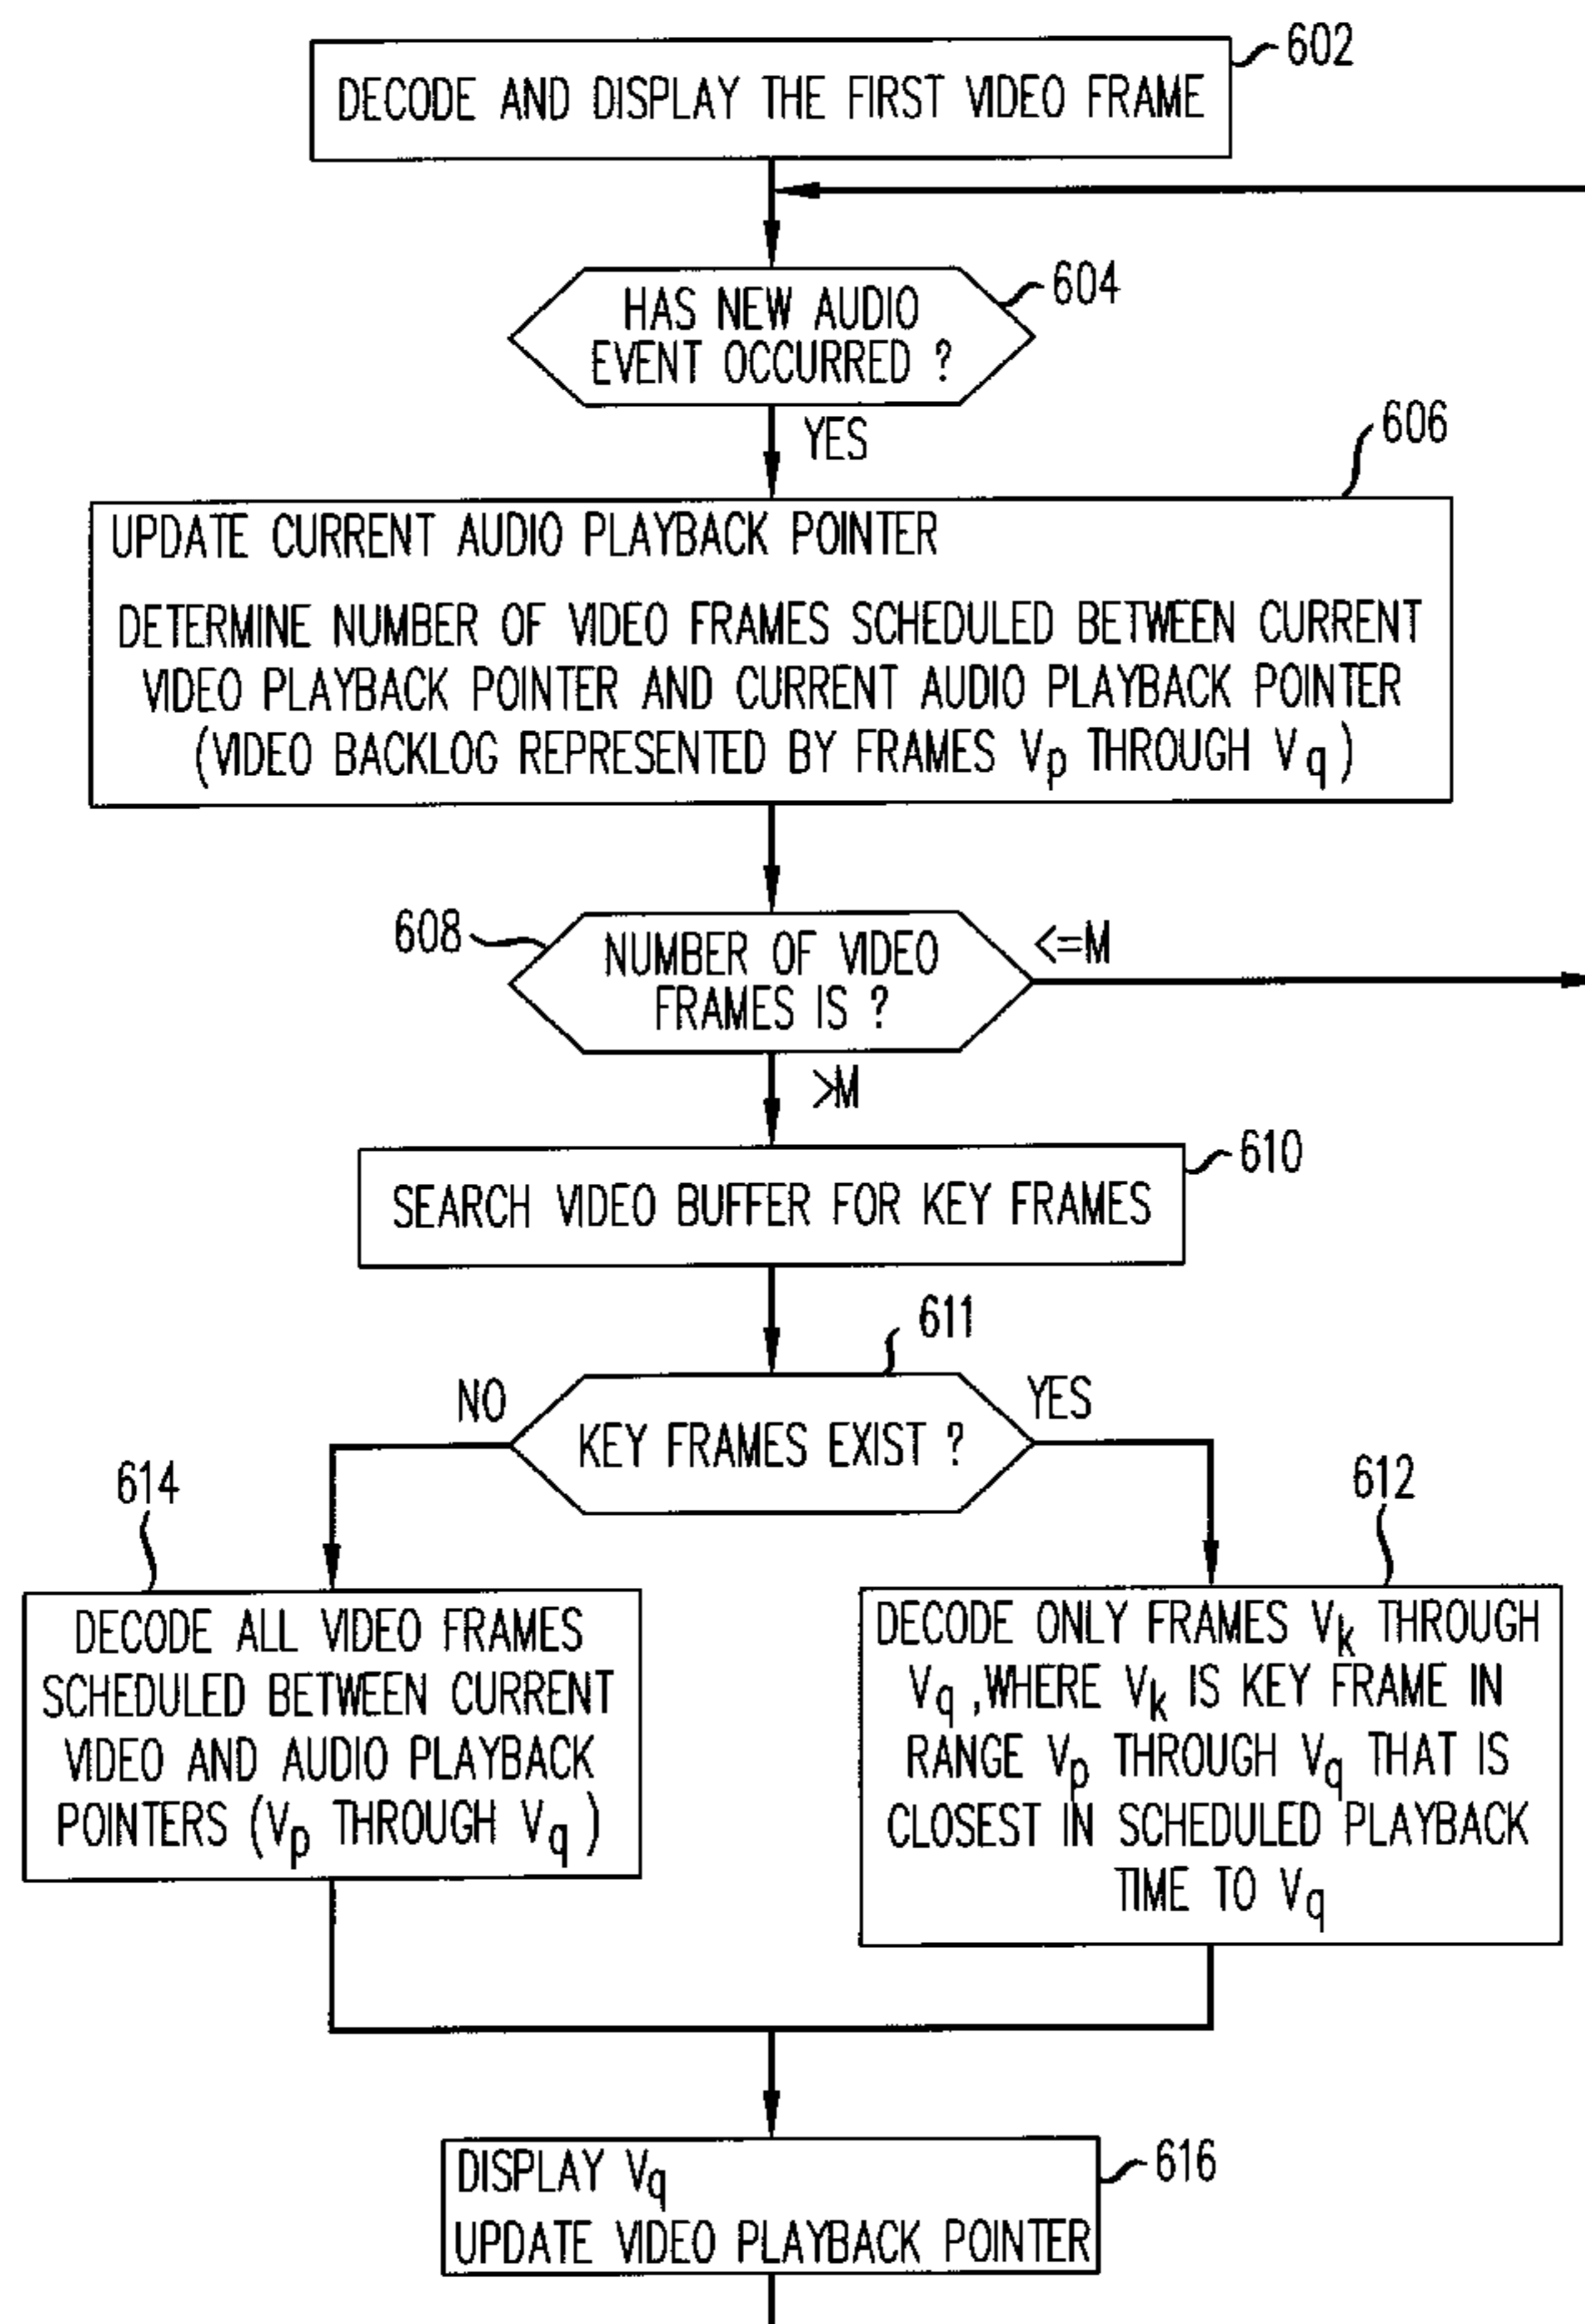 602
DECODE AND DISPLAY THE FIRST VIDEO FRAME
604
HAS NEW AUDIO
EVENT OCCURRED ?
YES
606
UPDATE CURRENT AUDIO PLAYBACK POINTER
DETERMINE NUMBER OF VIDEO FRAMES SCHEDULED BETWEEN CURRENT
VIDEO PLAYBACK POINTER AND CURRENT AUDIO PLAYBACK POINTER
(VIDEO BACKLOG REPRESENTED BY FRAMES Vp THROUGH Vq)
608
NUMBER OF VIDEO
FRAMES IS ?
<=M
>M
610
SEARCH VIDEO BUFFER FOR KEY FRAMES
611
KEY FRAMES EXIST ?
NO
YES
614
DECODE ALL VIDEO FRAMES
SCHEDULED BETWEEN CURRENT
VIDEO AND AUDIO PLAYBACK
POINTERS (Vp THROUGH Vq)
612
DECODE ONLY FRAMES Vk THROUGH
Vq ,WHERE Vk IS KEY FRAME IN
RANGE Vp THROUGH Vq THAT IS
CLOSEST IN SCHEDULED PLAYBACK
TIME TO Vq
616
DISPLAY Vq
UPDATE VIDEO PLAYBACK POINTER